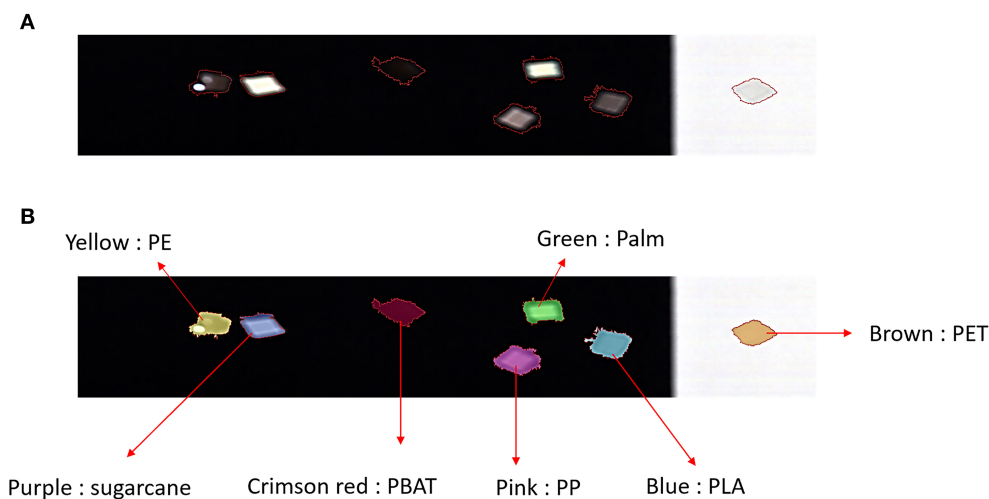 A
B
Yellow : PE
Green : Palm
Brown : PET
Purple : sugarcane
Crimson red : PBAT
Pink : PP
Blue : PLA